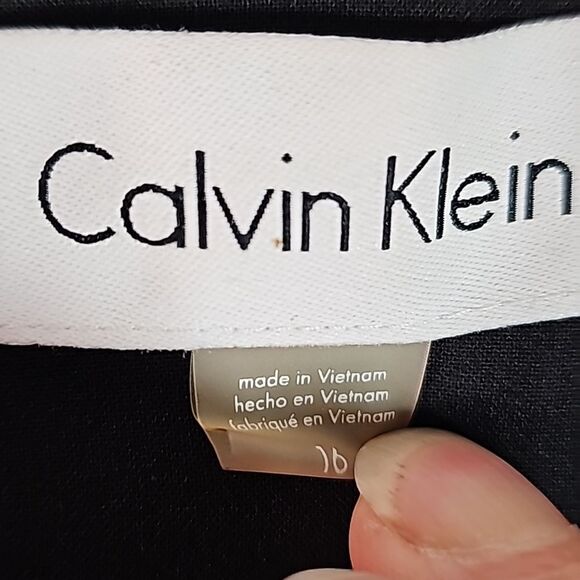 Calvin Klein
made in Vietnam
hecho en Vietnam
fabriqué en Vietnam
16